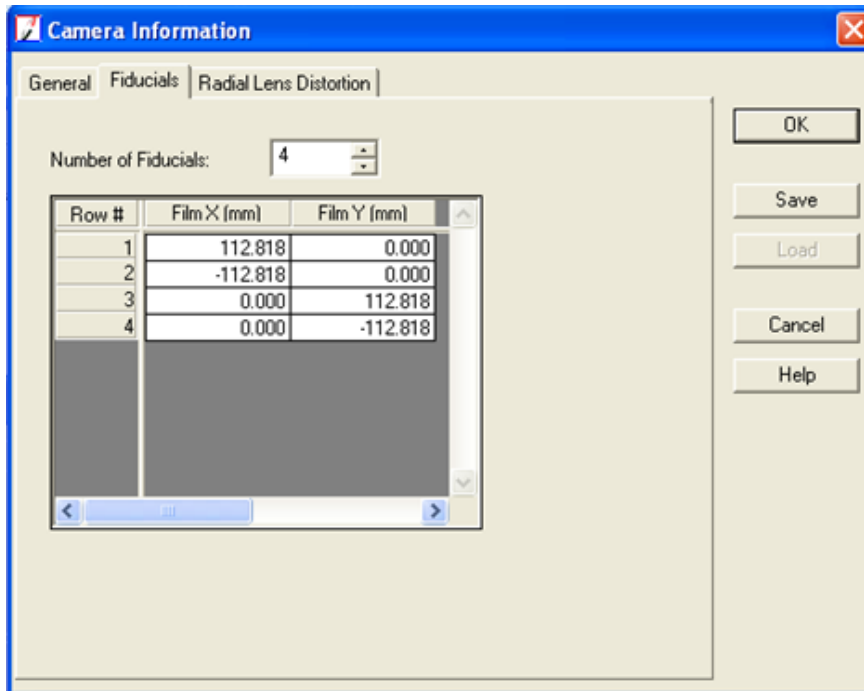 Camera Information
General Fiducials Radial Lens Distortion
Number of Fiducials: 4
Row # Film X (mm) Film Y (mm)
1 112.818 0.000
2 -112.818 0.000
3 0.000 112.818
4 0.000 -112.818
OK
Save
Load
Cancel
Help